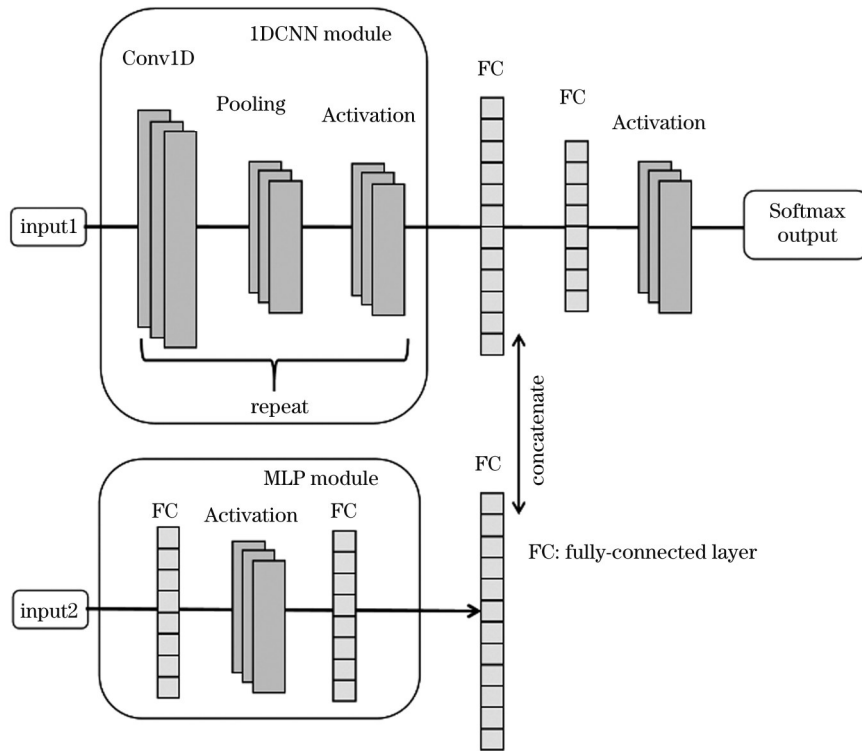 1DCNN module
Conv1D
Pooling
Activation
FC
FC
Activation
input1
Softmax
output
repeat
concatenate
MLP module
FC
Activation
FC
FC
FC: fully-connected layer
input2